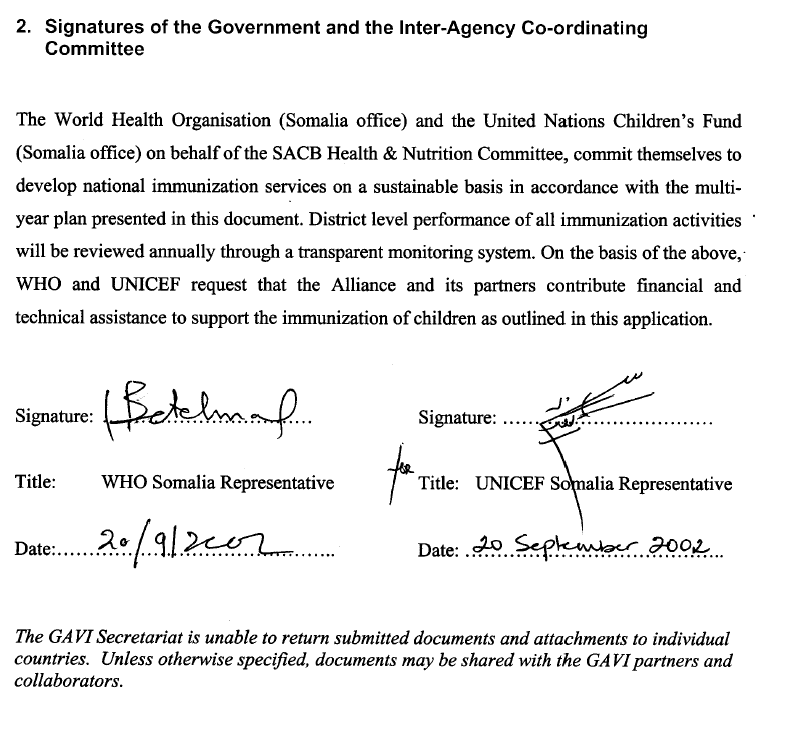 2. Signatures of the Government and the Inter-Agency Co-ordinating
Committee
The World Health Organisation (Somalia office) and the United Nations Children's Fund
(Somalia office) on behalf of the SACB Health & Nutrition Committee, commit themselves to
develop national immunization services on a sustainable basis in accordance with the multi-
year plan presented in this document. District level performance of all immunization activities
will be reviewed annually through a transparent monitoring system. On the basis of the above,
WHO and UNICEF request that the Alliance and its partners contribute financial and
technical assistance to support the immunization of children as outlined in this application.
Signature:
Signature: ....................................
Title: WHO Somalia Representative
for Title: UNICEF Somalia Representative
Date:...... 20/9/2002 .......
Date: .20 September 2002...
The GAVI Secretariat is unable to return submitted documents and attachments to individual
countries. Unless otherwise specified, documents may be shared with the GAVI partners and
collaborators.